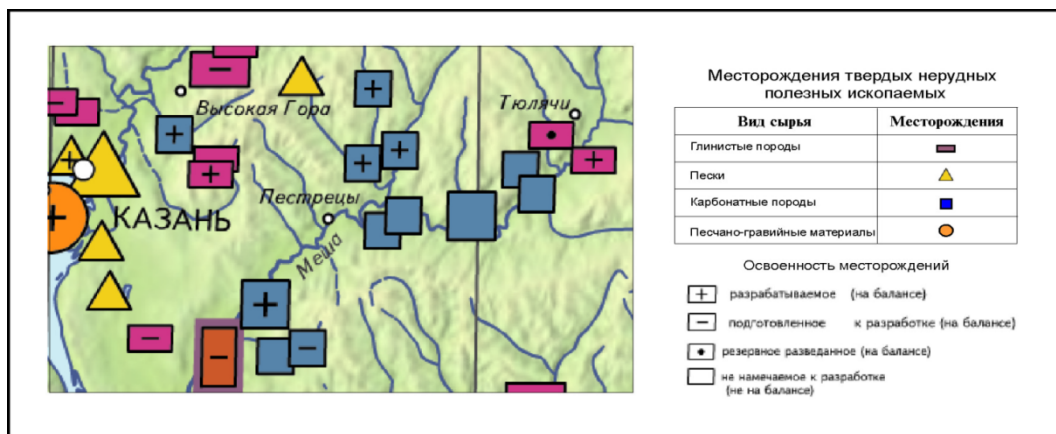 Высокая Гора
Тюлячи
Пестрецы
КАЗАНЬ
Меша
Месторождения твердых нерудных
полезных ископаемых
Вид сырья Месторождения
Глинистые породы
Пески
Карбонатные породы
Песчано-гравийные материалы
Освоенность месторождений
+ разрабатываемое (на балансе)
– подготовленное к разработке (на балансе)
• резервное разведанное (на балансе)
не намечаемое к разработке
(не на балансе)